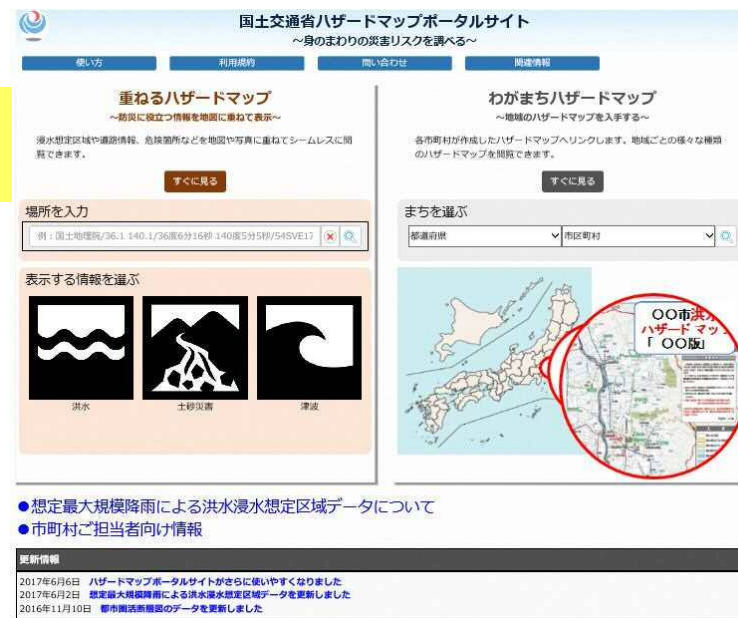 国土交通省ハザードマップポータルサイト
～身のまわりの災害リスクを調べる～
使い方 利用規約 問い合わせ 関連情報
重ねるハザードマップ
～防災に役立つ情報を地図に重ねて表示～
浸水想定区域や道路情報、危険箇所などを地図や写真に重ねてシームレスに閲
覧できます。
すぐに見る
場所を入力
例：国土地理院/36.1 140.1/36度6分16秒 140度5分5秒/54SVE17
表示する情報を選ぶ
洪水 土砂災害 津波
わがまちハザードマップ
～地域のハザードマップを入手する～
各市町村が作成したハザードマップへリンクします。地域ごとの様々な種類
のハザードマップを閲覧できます。
すぐに見る
まちを選ぶ
都道府県 市区町村
〇〇市洪水
ハザード マッ
「 〇〇版」
●想定最大規模降雨による洪水浸水想定区域データについて
●市町村ご担当者向け情報
更新情報
2017年6月6日 ハザードマップポータルサイトがさらに使いやすくなりました
2017年6月2日 想定最大規模降雨による洪水浸水想定区域データを更新しました
2016年11月10日 都市圏活断層図のデータを更新しました